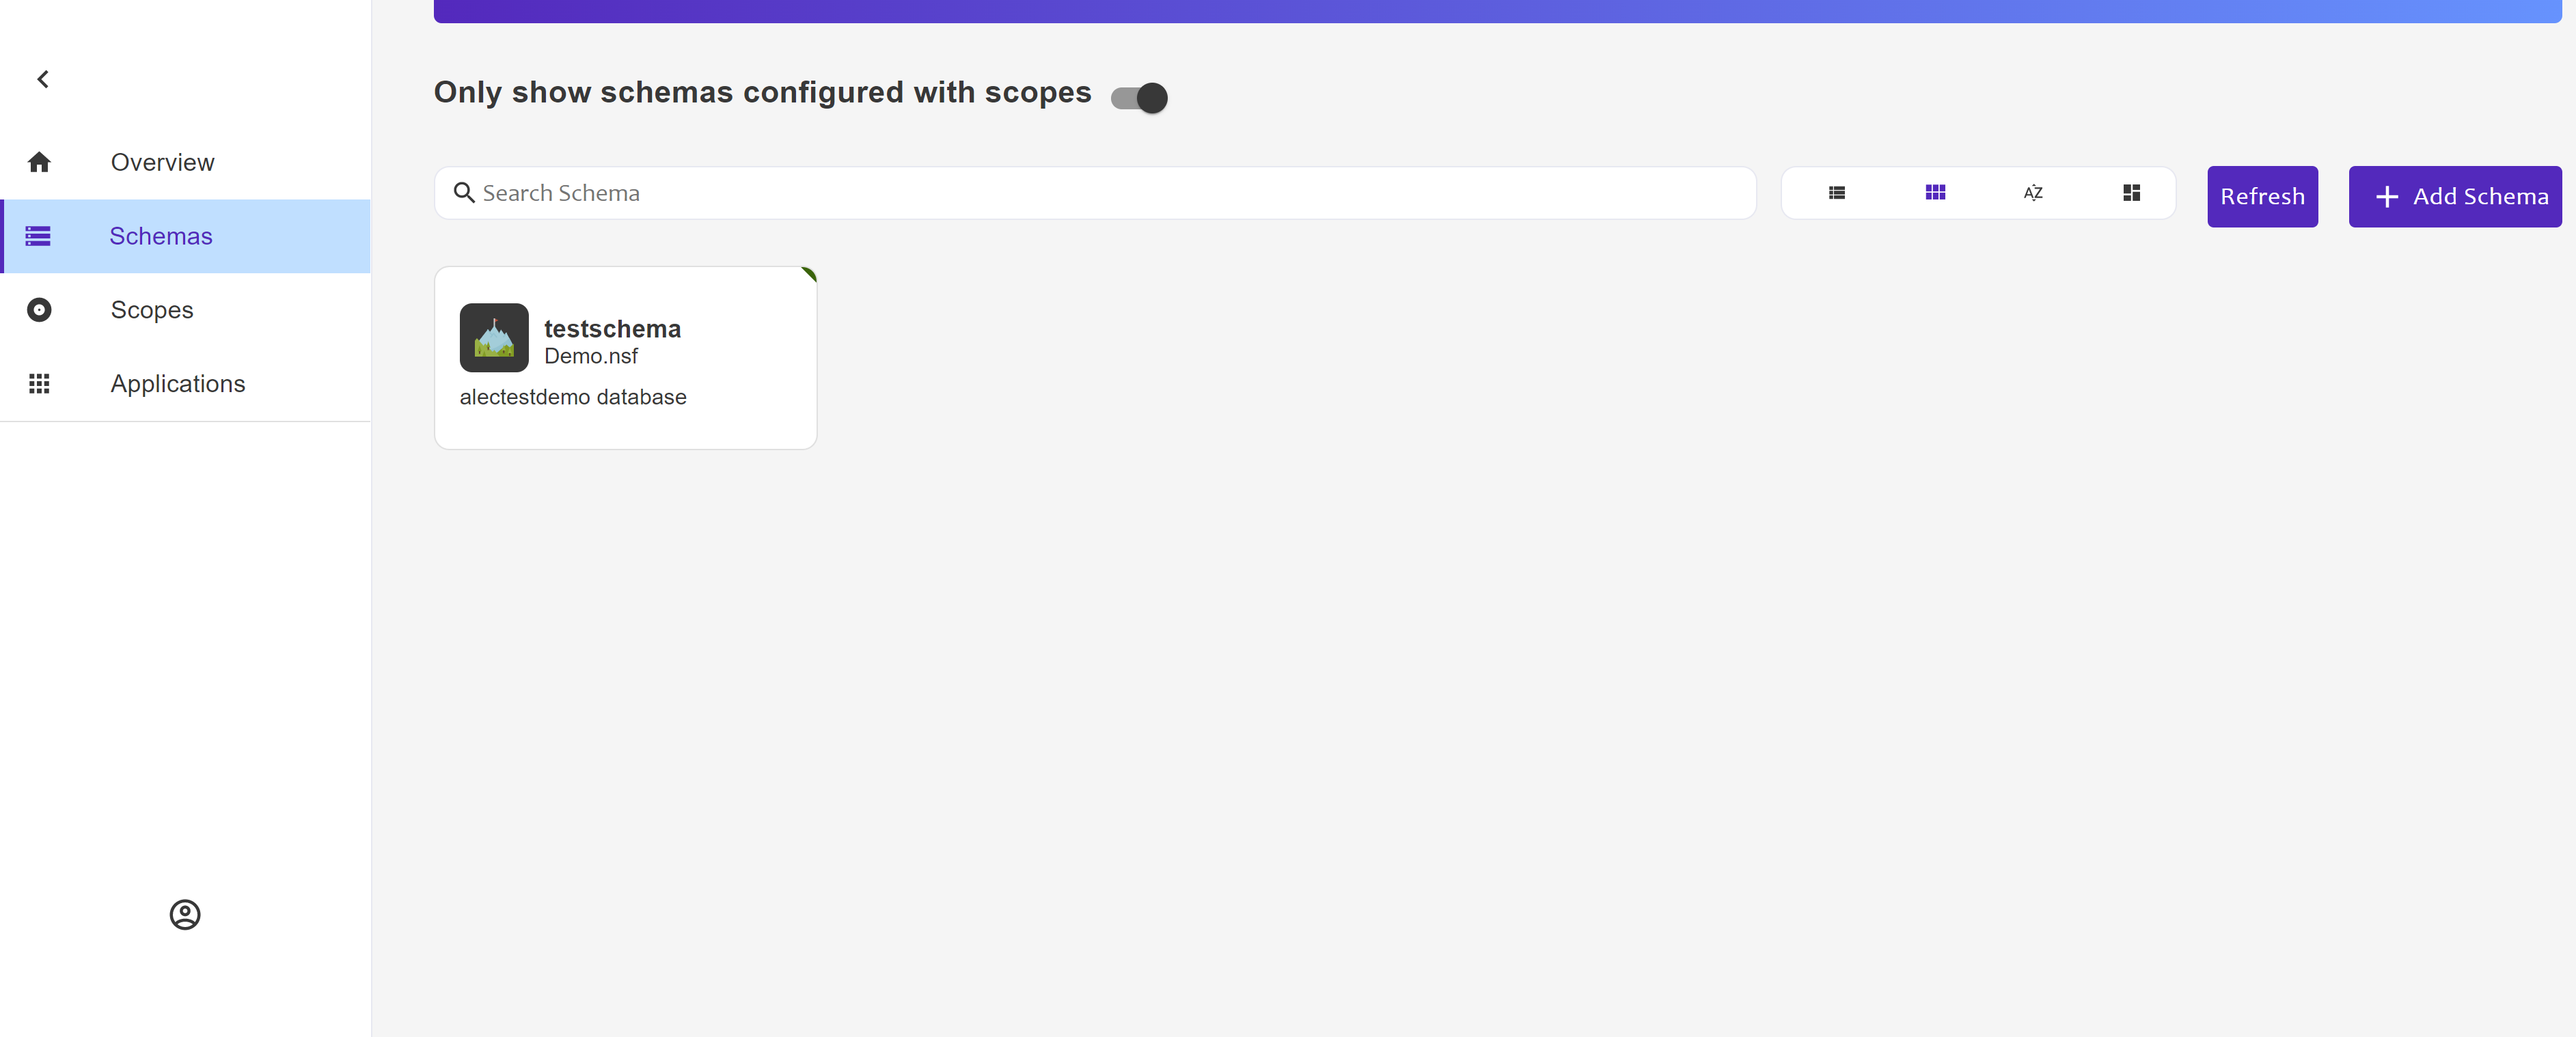 Only show schemas configured with scopes
Overview
Schemas
Scopes
Applications
Search Schema
AZ
Refresh
Add Schema
testschema
Demo.nsf
alectestdemo database